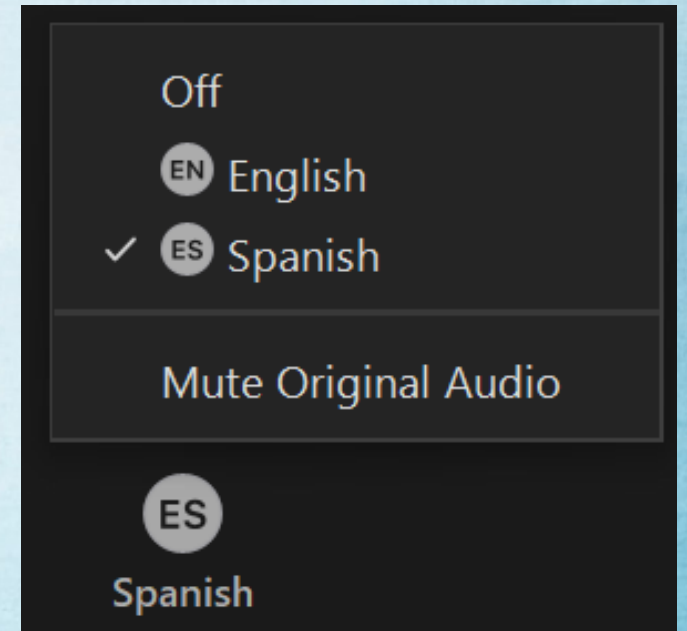 Off
EN English
ES Spanish
Mute Original Audio
ES
Spanish